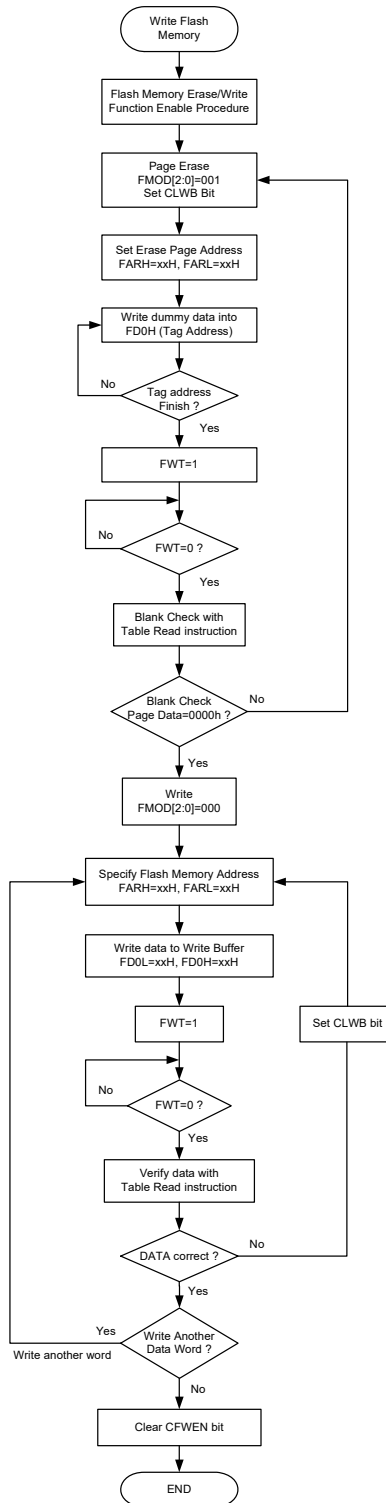 Write Flash
Memory
Flash Memory Erase/Write
Function Enable Procedure
Page Erase
FMOD[2:0]=001
Set CLWB Bit
Set Erase Page Address
FARH=xxH, FARL=xxH
Write dummy data into
FD0H (Tag Address)
No
Tag address
Finish ?
Yes
FWT=1
No
FWT=0 ?
Yes
Blank Check with
Table Read instruction
Blank Check
Page Data=0000h ?
No
Yes
Write
FMOD[2:0]=000
Specify Flash Memory Address
FARH=xxH, FARL=xxH
Write data to Write Buffer
FD0L=xxH, FD0H=xxH
FWT=1
Set CLWB bit
No
FWT=0 ?
Yes
Verify data with
Table Read instruction
DATA correct ?
No
Yes
Yes
Write another word
Write Another
Data Word ?
No
Clear CFWEN bit
END